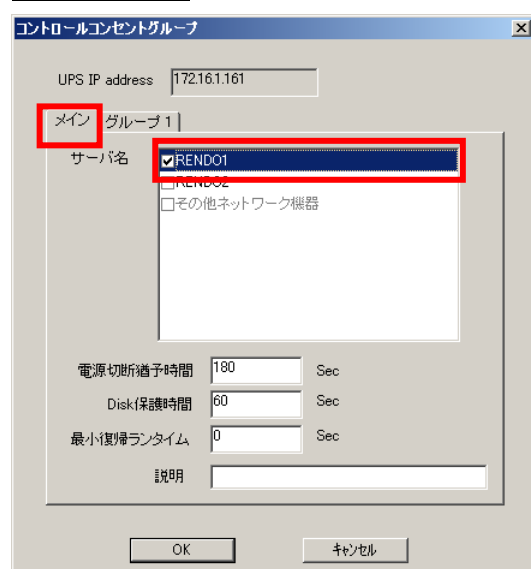 コントロールコンセントグループ
UPS IP address 172.16.1.161
メイン グループ 1
サーバ名 RENDO1
RENDO2
その他ネットワーク機器
電源切断猶予時間 180 Sec
Disk保護時間 60 Sec
最小復帰ランタイム 0 Sec
説明
OK キャンセル